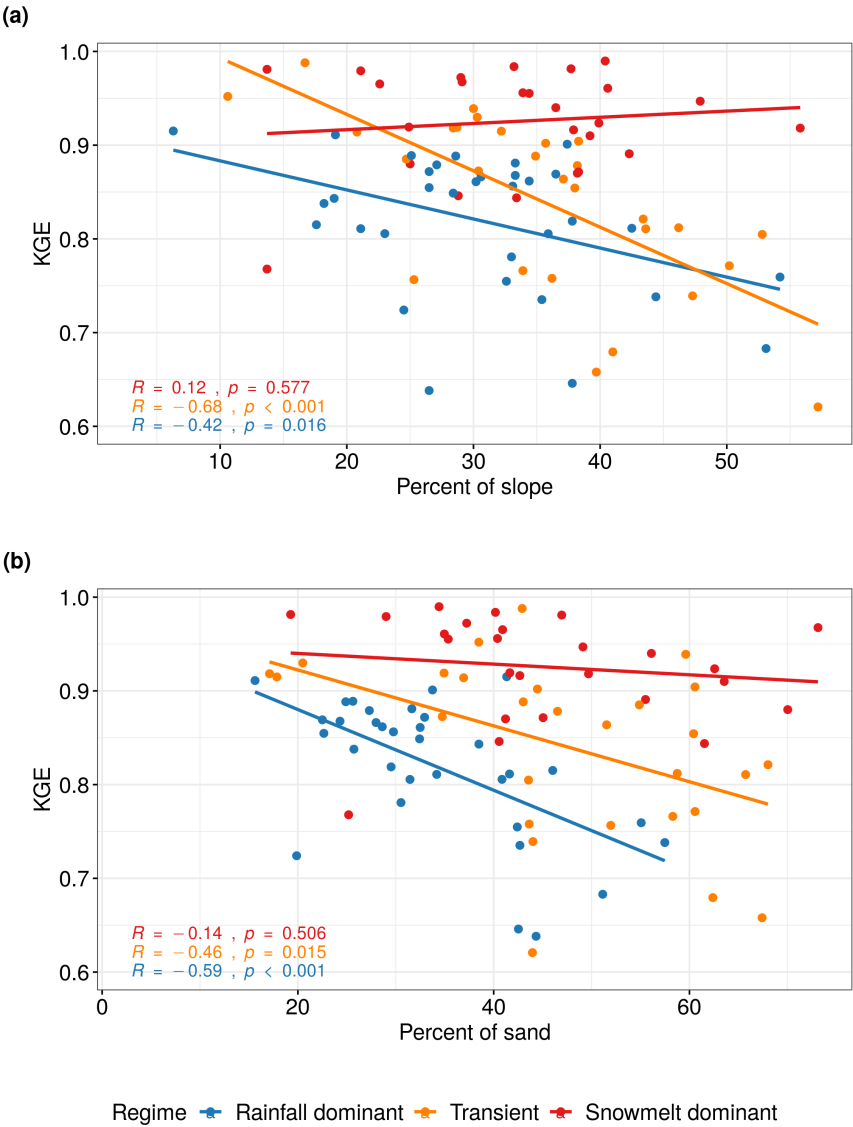 (a)
1.0
0.9
0.8
0.7
0.6
KGE
R = 0.12 , p = 0.577
R = −0.68 , p < 0.001
R = −0.42 , p = 0.016
10 20 30 40 50
Percent of slope
(b)
1.0
0.9
0.8
0.7
0.6
KGE
R = −0.14 , p = 0.506
R = −0.46 , p = 0.015
R = −0.59 , p < 0.001
0 20 40 60
Percent of sand
Regime Rainfall dominant Transient Snowmelt dominant